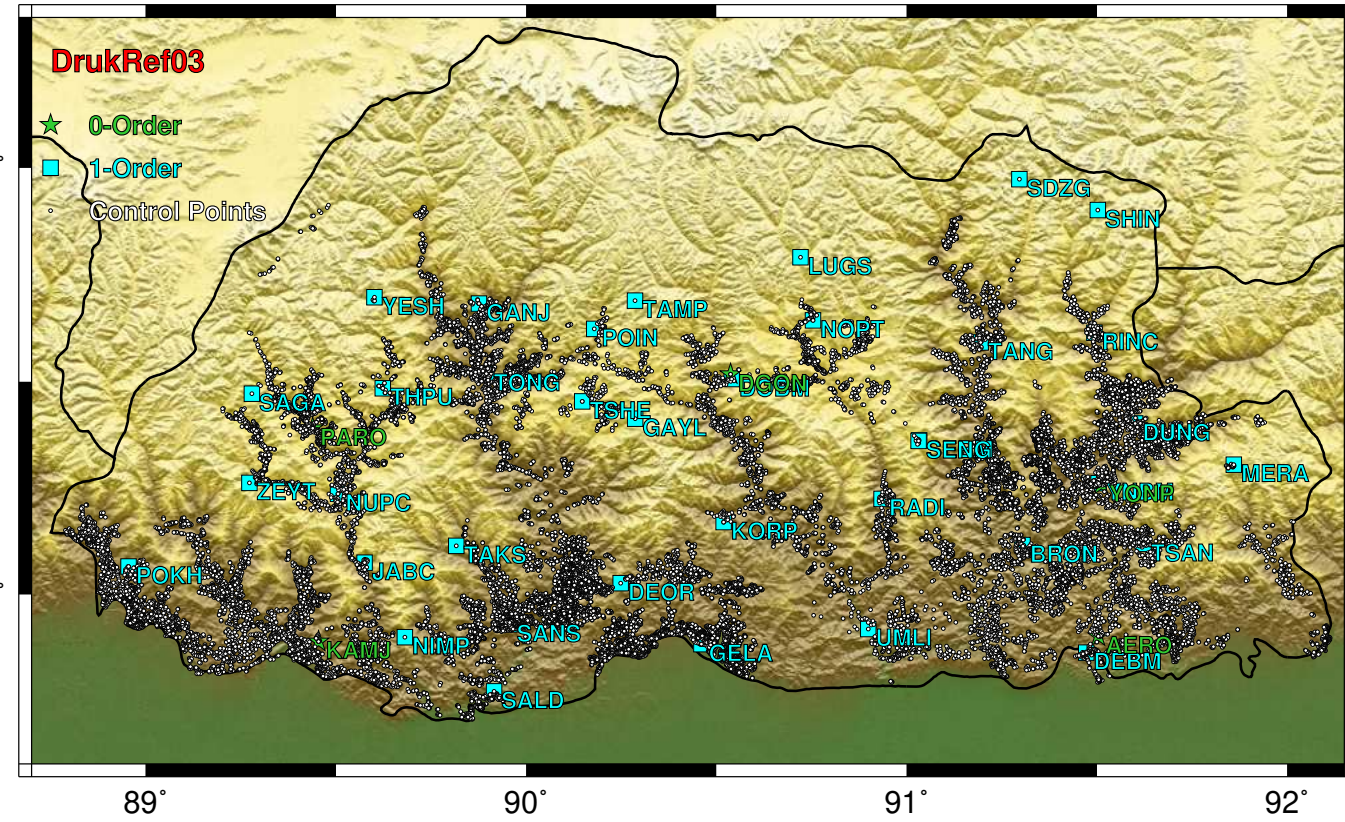 DrukRef03
0-Order
1-Order
Control Points
SDZG
SHIN
LUGS
YESH
GANJ
TAMP
POIN
NOPT
TANG
RINC
TONG
SAGA
THPU
TSHE
GAYL
PARO
DUNG
SENG
MERA
ZEYT
NUPC
RADI
YONP
KORP
POKH
JABC
TAKS
BRON
TSAN
DEOR
SANS
KAMJ
NIMP
GELA
UMLI
AERO
DEBM
SALD
89°
90°
91°
92°